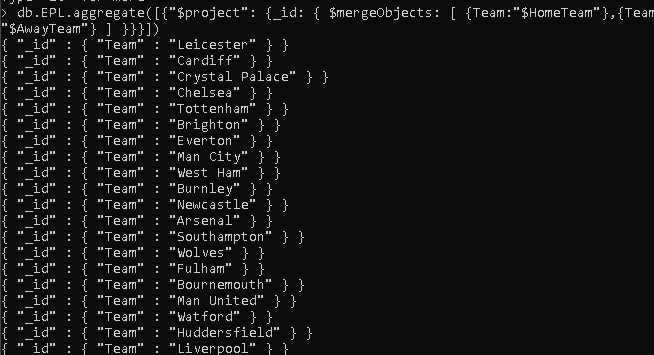 > db.EPL.aggregate([{"$project": {_id: { $mergeObjects: [ {Team:"$HomeTeam"},{Team
"$AwayTeam"} ] }}}])
{ "_id" : { "Team" : "Leicester" } }
{ "_id" : { "Team" : "Cardiff" } }
{ "_id" : { "Team" : "Crystal Palace" } }
{ "_id" : { "Team" : "Chelsea" } }
{ "_id" : { "Team" : "Tottenham" } }
{ "_id" : { "Team" : "Brighton" } }
{ "_id" : { "Team" : "Everton" } }
{ "_id" : { "Team" : "Man City" } }
{ "_id" : { "Team" : "West Ham" } }
{ "_id" : { "Team" : "Burnley" } }
{ "_id" : { "Team" : "Newcastle" } }
{ "_id" : { "Team" : "Arsenal" } }
{ "_id" : { "Team" : "Southampton" } }
{ "_id" : { "Team" : "Wolves" } }
{ "_id" : { "Team" : "Fulham" } }
{ "_id" : { "Team" : "Bournemouth" } }
{ "_id" : { "Team" : "Man United" } }
{ "_id" : { "Team" : "Watford" } }
{ "_id" : { "Team" : "Huddersfield" } }
{ "_id" : { "Team" : "Liverpool" } }